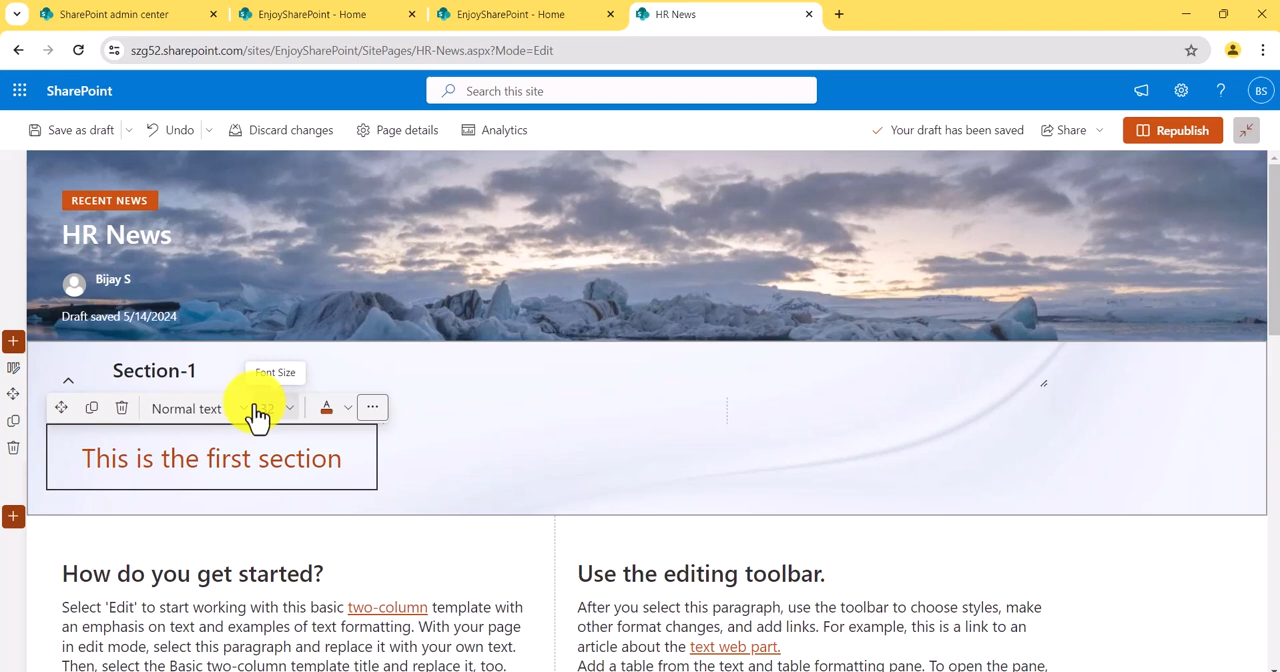 SharePoint admin center
EnjoySharePoint - Home
EnjoySharePoint - Home
HR News
szg52.sharepoint.com/sites/EnjoySharePoint/SitePages/HR-News.aspx?Mode=Edit
SharePoint
Search this site
BS
Save as draft
Undo
Discard changes
Page details
Analytics
Your draft has been saved
Share
Republish
RECENT NEWS
HR News
Bijay S
Draft saved 5/14/2024
Section-1
Font Size
Normal text
32
A
This is the first section
How do you get started?
Select 'Edit' to start working with this basic two-column template with
an emphasis on text and examples of text formatting. With your page
in edit mode, select this paragraph and replace it with your own text.
Then, select the Basic two-column template title and replace it, too.
Use the editing toolbar.
After you select this paragraph, use the toolbar to choose styles, make
other format changes, and add links. For example, this is a link to an
article about the text web part.
Add a table from the text and table formatting pane. To open the pane,